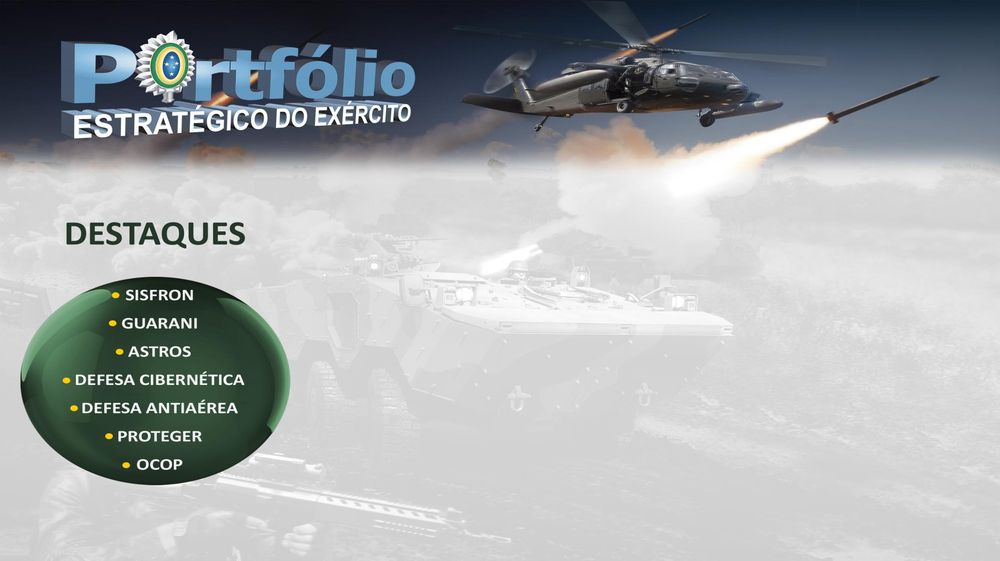 Portfólio
ESTRATÉGICO DO EXÉRCITO
DESTAQUES
• SISFRON
• GUARANI
• ASTROS
• DEFESA CIBERNÉTICA
• DEFESA ANTIAÉREA
• PROTEGER
• OCOP